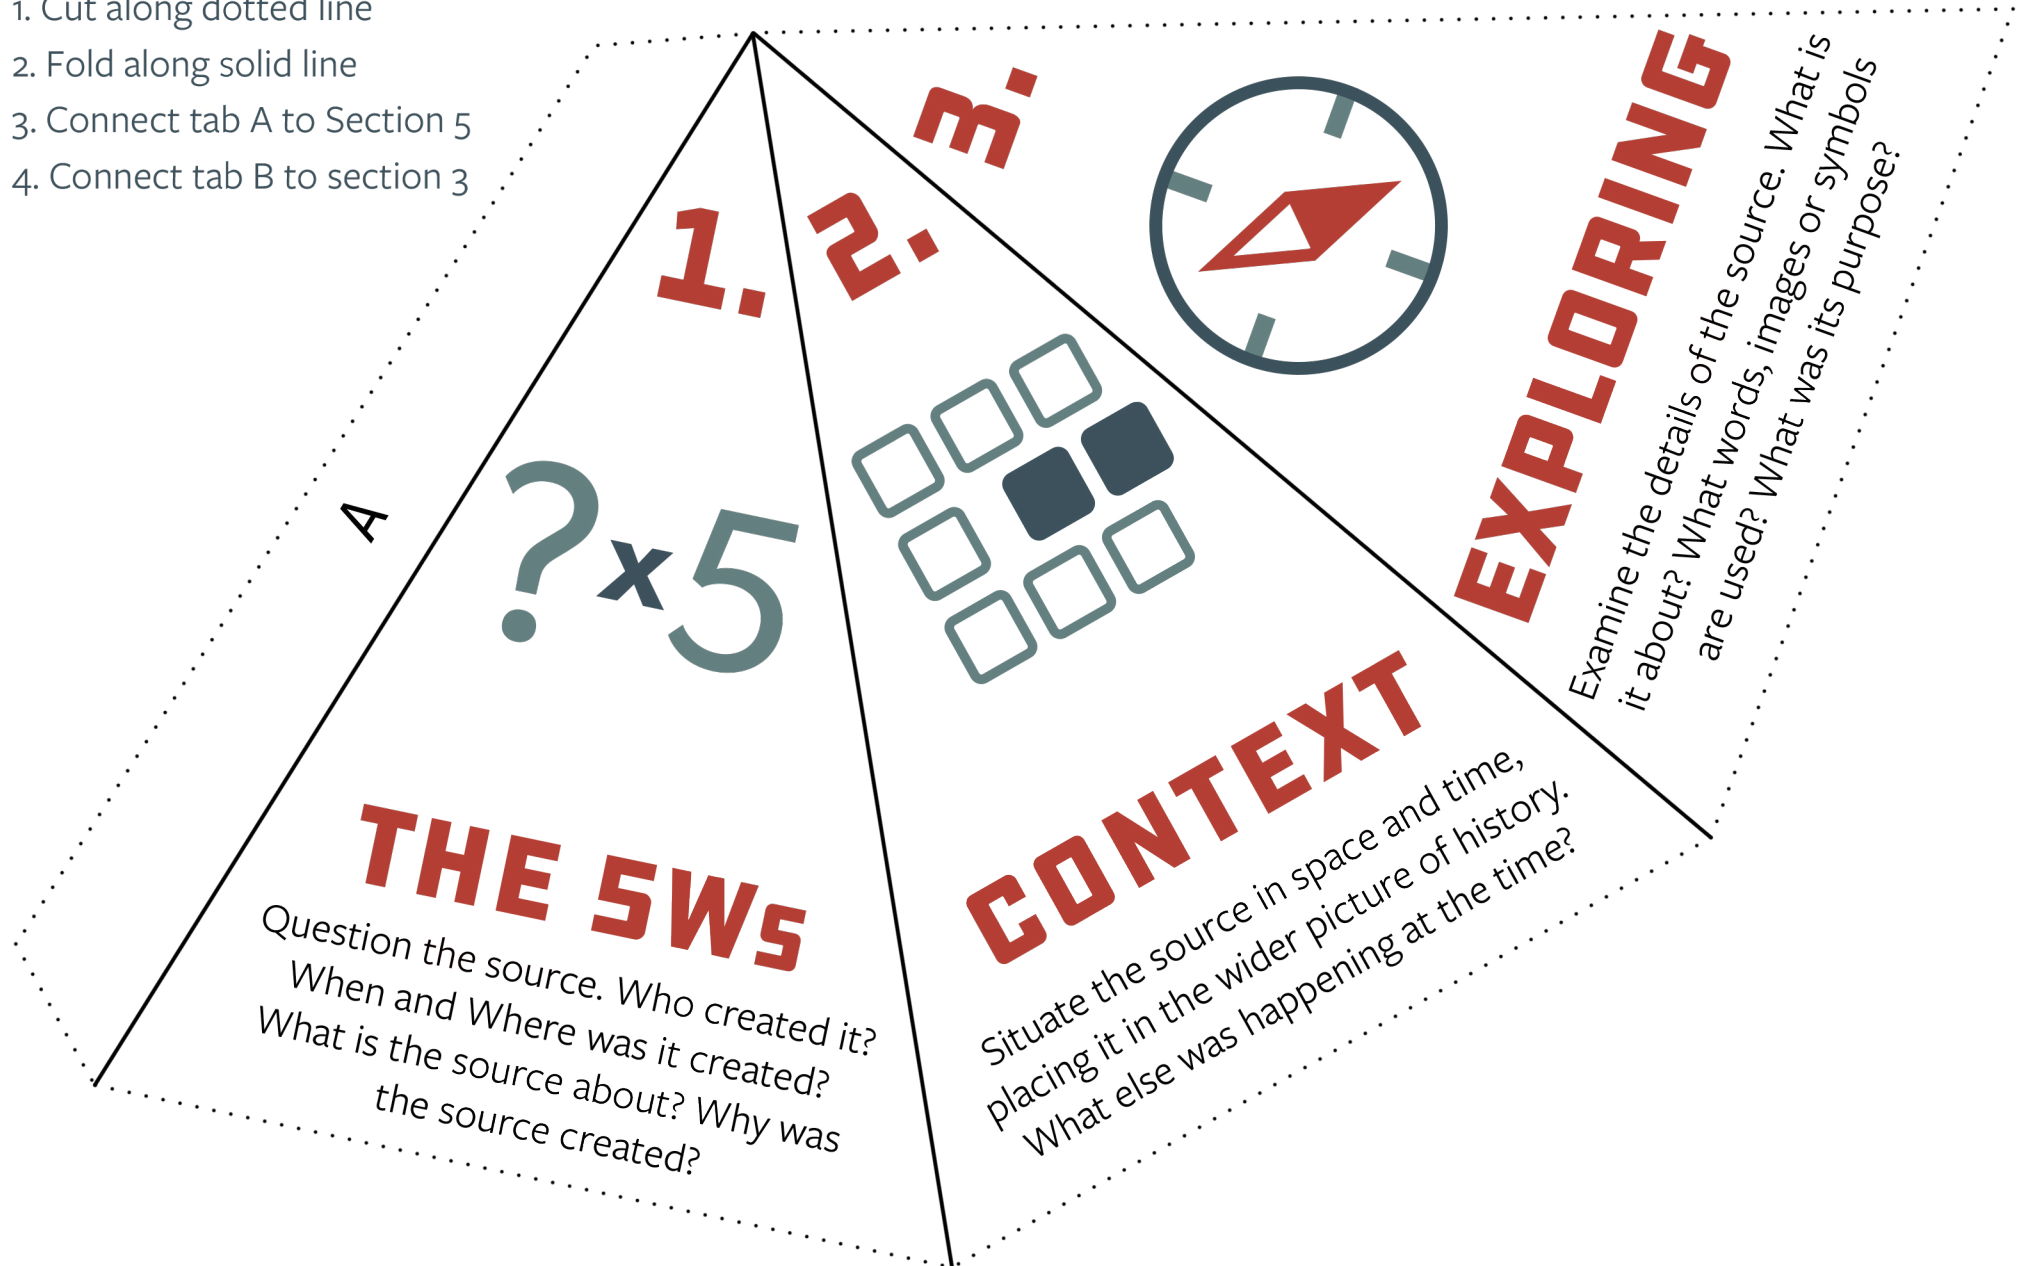 1. Cut along dotted line
2. Fold along solid line
3. Connect tab A to Section 5
4. Connect tab B to section 3
A
1.
?x5
THE 5Ws
Question the source. Who created it?
When and Where was it created?
What is the source about? Why was
the source created?
2.
CONTEXT
Situate the source in space and time,
placing it in the wider picture of history.
What else was happening at the time?
3.
EXPLORING
Examine the details of the source. What is
it about? What words, images or symbols
are used? What was its purpose?